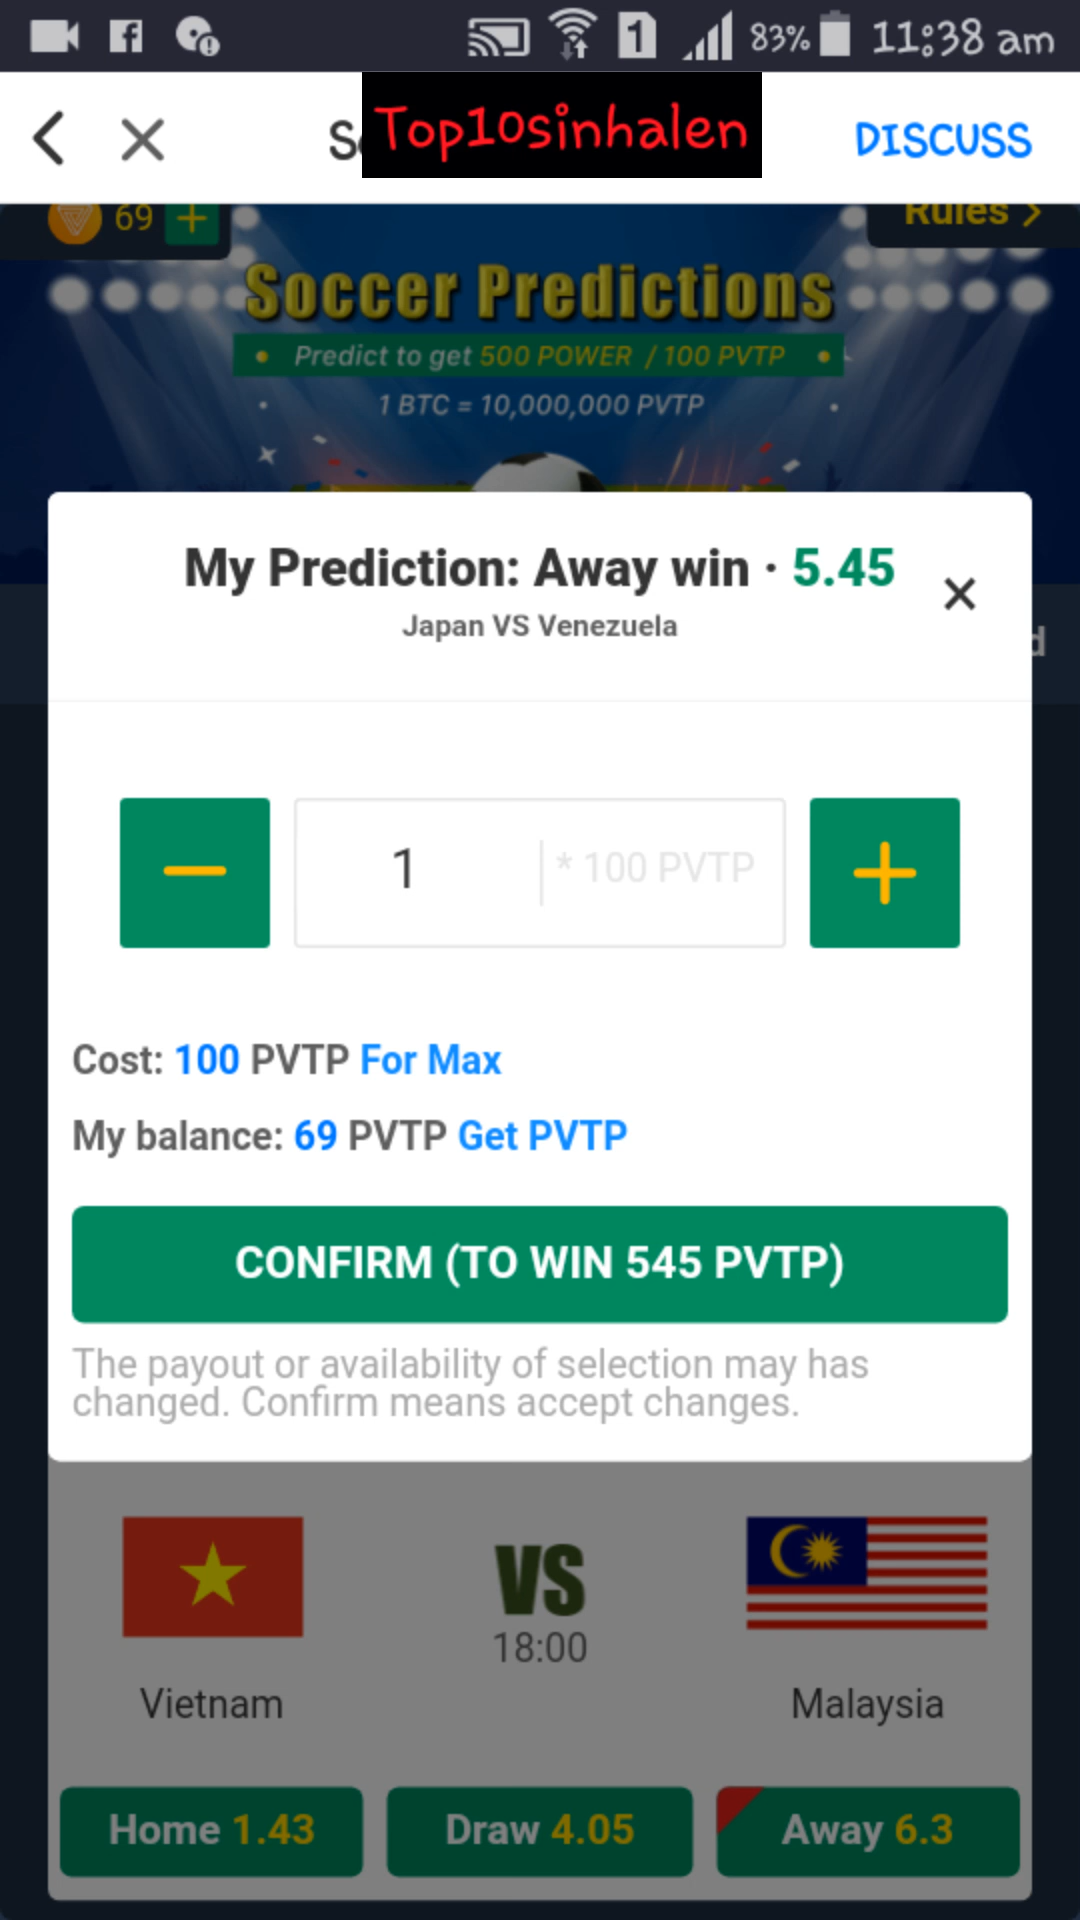 1 83% 11:38 am
Top10sinhalen
DISCUSS
69 +
Rules >
Soccer Predictions
Predict to get 500 POWER / 100 PVTP
1 BTC = 10,000,000 PVTP
My Prediction: Away win · 5.45
Japan VS Venezuela
1 * 100 PVTP
Cost: 100 PVTP For Max
My balance: 69 PVTP Get PVTP
CONFIRM (TO WIN 545 PVTP)
The payout or availability of selection may has
changed. Confirm means accept changes.
VS
18:00
Vietnam Malaysia
Home 1.43 Draw 4.05 Away 6.3